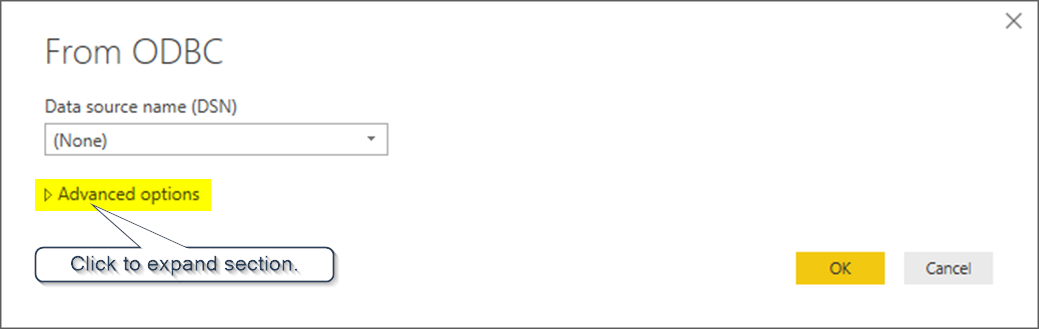 From ODBC
Data source name (DSN)
(None)
Advanced options
Click to expand section.
OK
Cancel